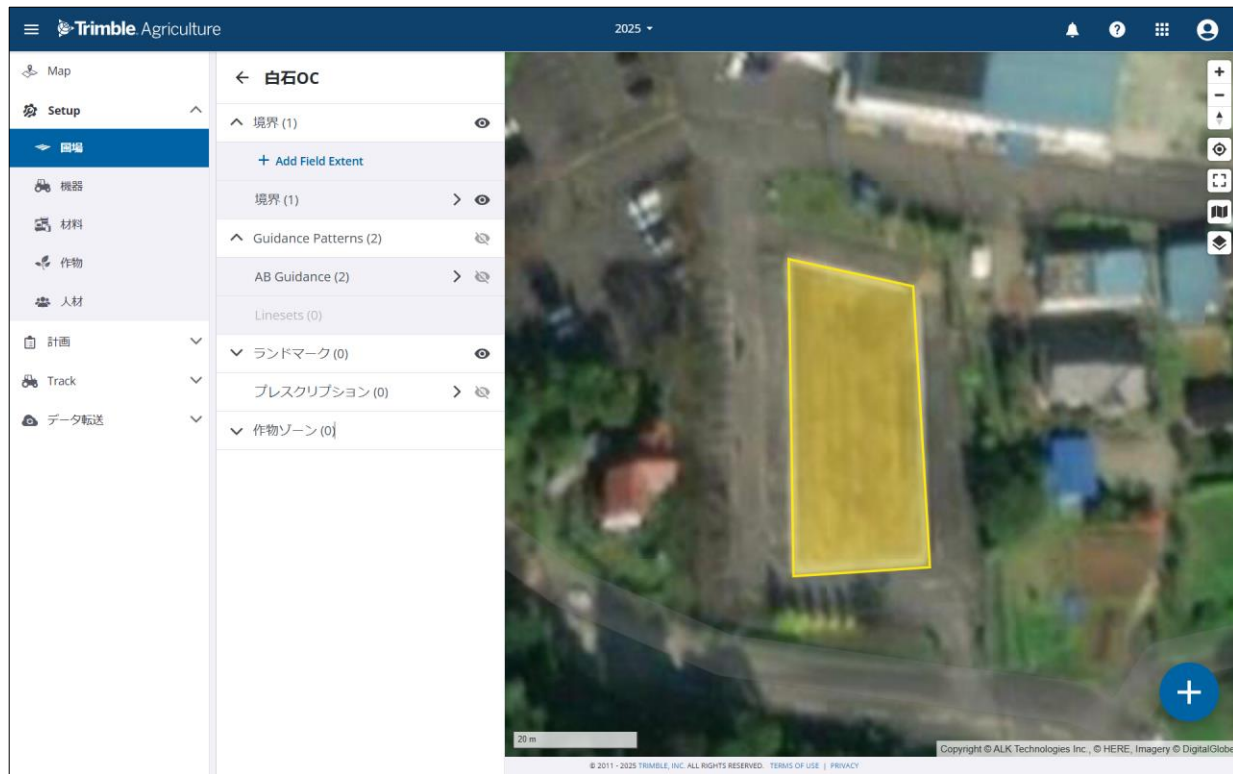 Trimble. Agriculture
2025
Map
Setup
圃場
機器
材料
作物
人材
計画
Track
データ転送
白石OC
境界 (1)
+ Add Field Extent
境界 (1)
Guidance Patterns (2)
AB Guidance (2)
Linesets (0)
ランドマーク (0)
プレスクリプション (0)
作物ゾーン (0)
20 m
Copyright © ALK Technologies Inc., © HERE, Imagery © DigitalGlobe
© 2011 - 2025 TRIMBLE, INC. ALL RIGHTS RESERVED. TERMS OF USE | PRIVACY